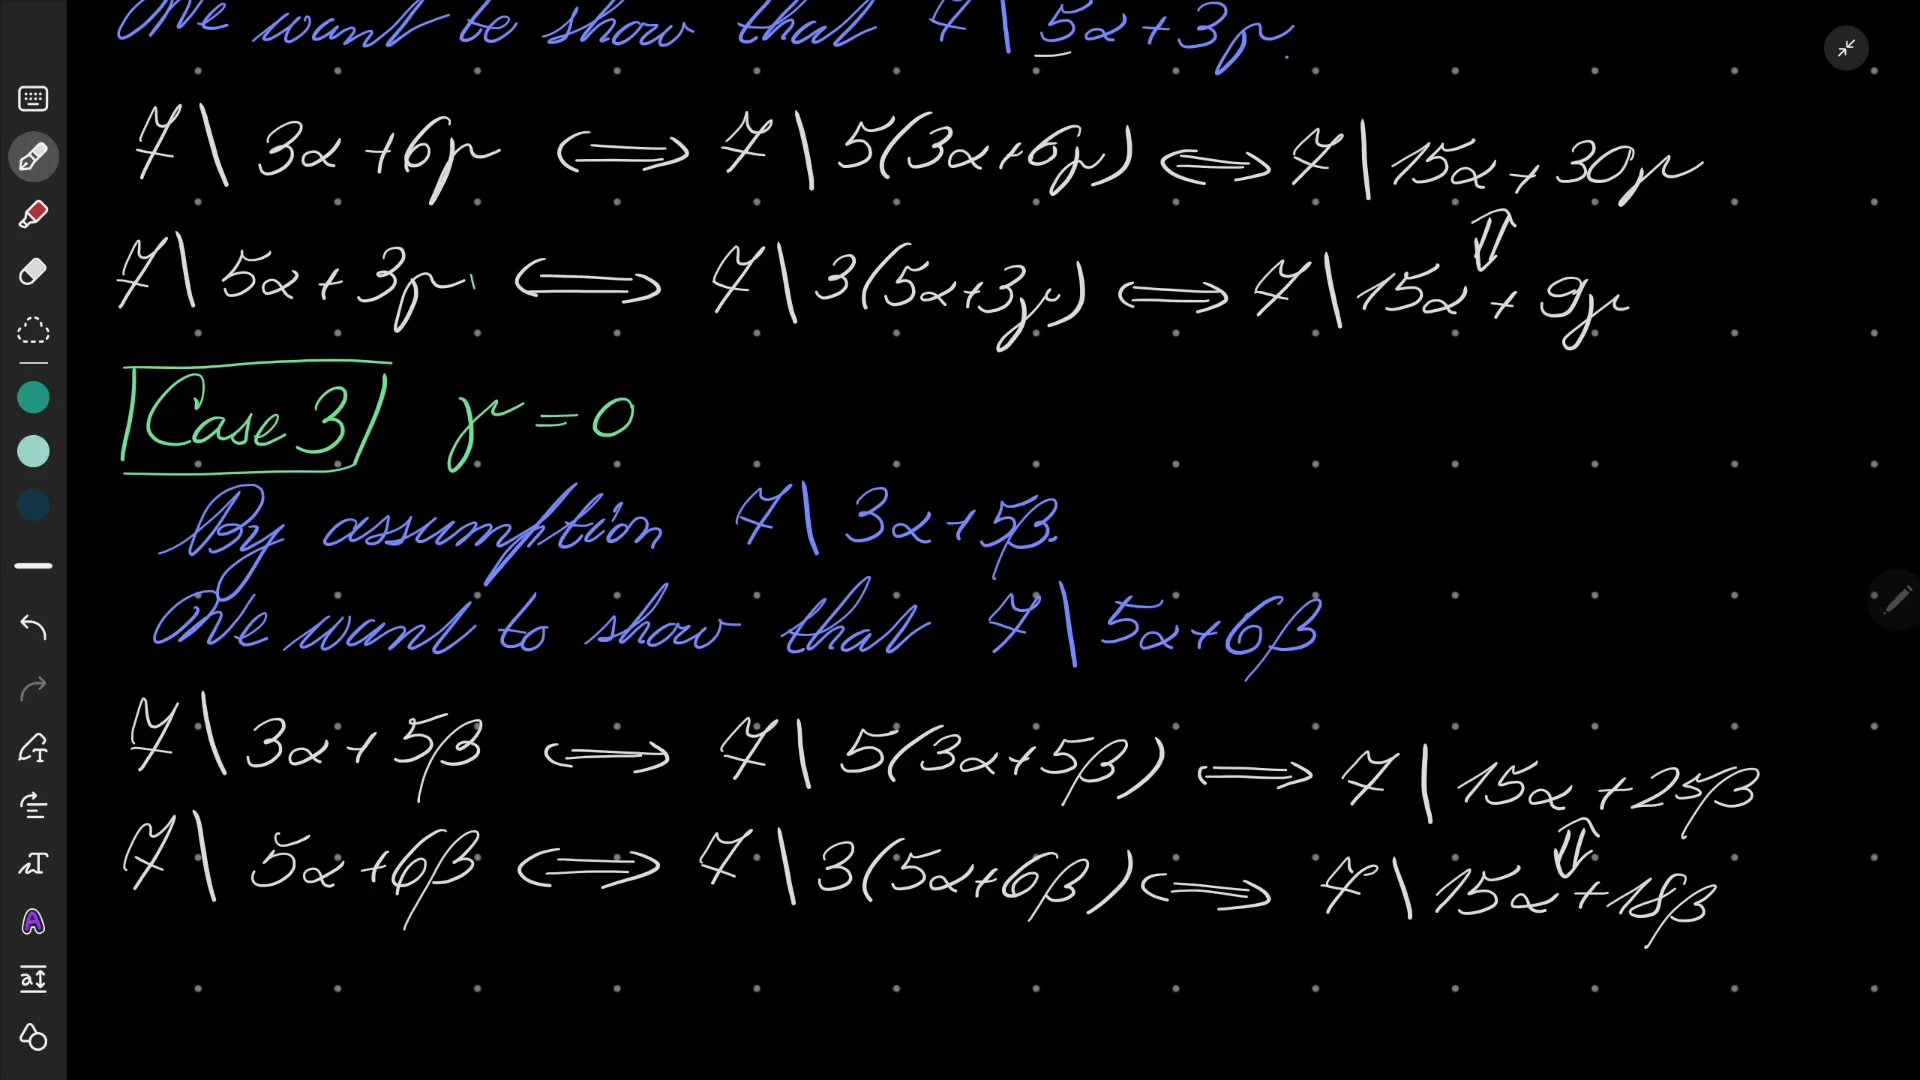 We want to show that 7 \ 5α+3γ.
7 \ 3α+6γ ⟺ 7 \ 5(3α+6γ) ⟺ 7 \ 15α+30γ
⇕
7 \ 5α+3γ ⟺ 7 \ 3(5α+3γ) ⟺ 7 \ 15α+9γ
Case 3 γ=0
By assumption 7 \ 3α+5β.
We want to show that 7 \ 5α+6β
7 \ 3α+5β ⟺ 7 \ 5(3α+5β) ⟺ 7 \ 15α+25β
⇕
7 \ 5α+6β ⟺ 7 \ 3(5α+6β) ⟺ 7 \ 15α+18β